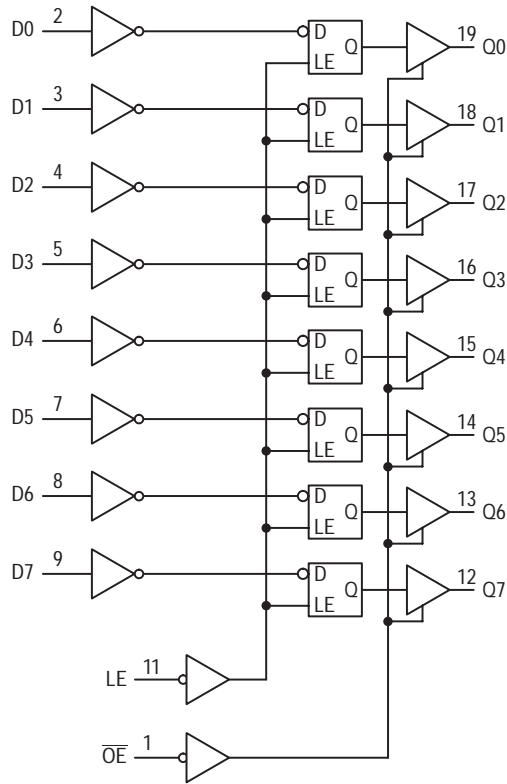 D0 2 D Q LE 19 Q0
D1 3 D Q LE 18 Q1
D2 4 D Q LE 17 Q2
D3 5 D Q LE 16 Q3
D4 6 D Q LE 15 Q4
D5 7 D Q LE 14 Q5
D6 8 D Q LE 13 Q6
D7 9 D Q LE 12 Q7
LE 11
O̅E̅ 1